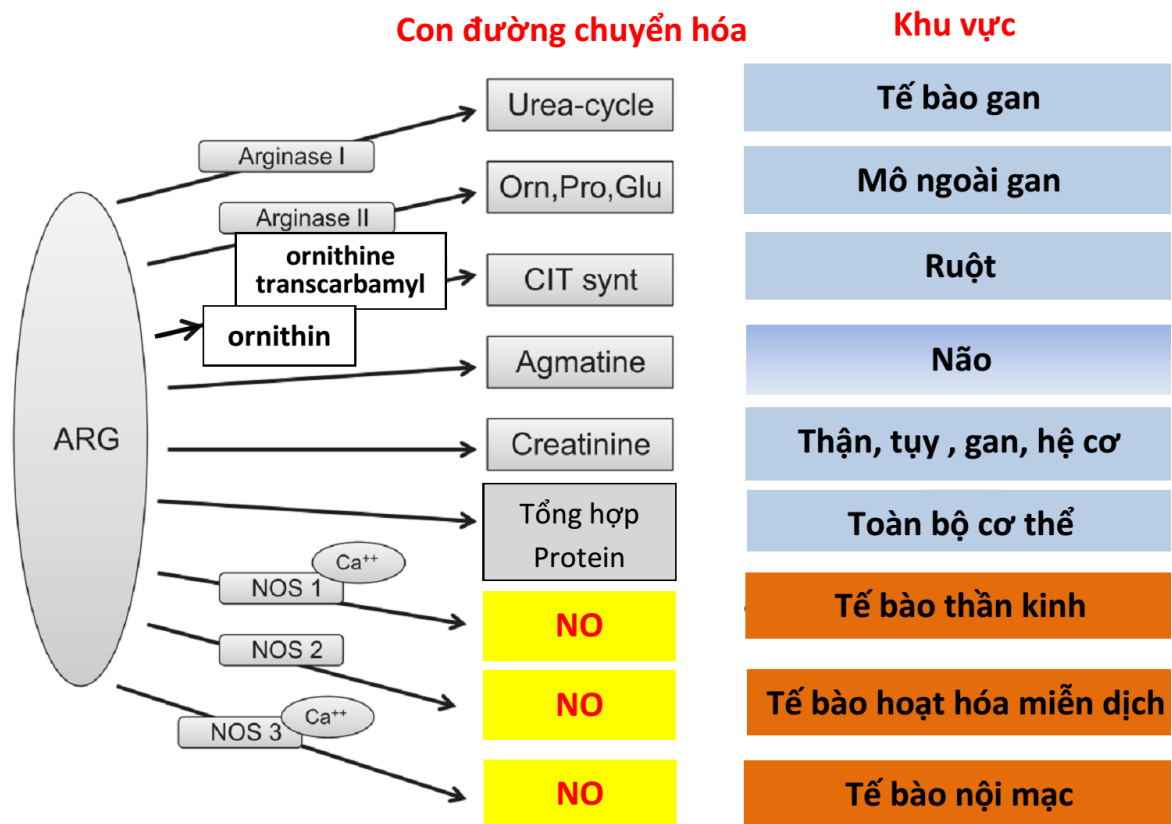 Con đường chuyển hóa
Khu vực
Urea-cycle
Tế bào gan
Arginase I
Orn,Pro,Glu
Mô ngoài gan
Arginase II
ornithine
transcarbamyl
CIT synt
Ruột
ornithin
Agmatine
Não
ARG
Creatinine
Thận, tụy , gan, hệ cơ
Tổng hợp
Protein
Toàn bộ cơ thể
Ca++
NOS 1
NO
Tế bào thần kinh
NOS 2
NO
Tế bào hoạt hóa miễn dịch
Ca++
NOS 3
NO
Tế bào nội mạc